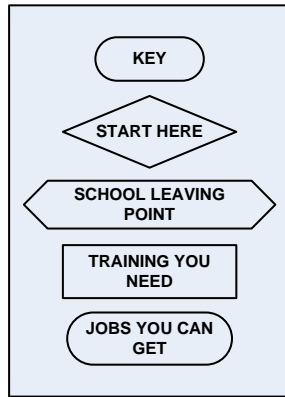 KEY
START HERE
SCHOOL LEAVING
POINT
TRAINING YOU
NEED
JOBS YOU CAN
GET